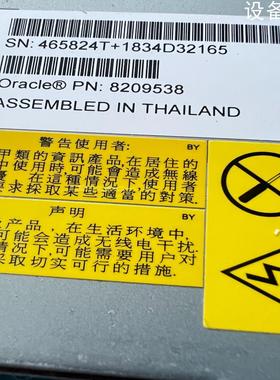 设备
SN: 465824T+1834D32165
Oracle® PN: 8209538
ASSEMBLED IN THAILAND
警告使用者: BY
甲類的資訊產品,在居住的
中使用時,可能會造成無線
擾,在這種情況下,使用者
要求採取某些適當的對策.
声明 BY
产品,在生活环境中,
可能会造成无线电干扰.
情况下,可能需要用户对
采取切实可行的措施.